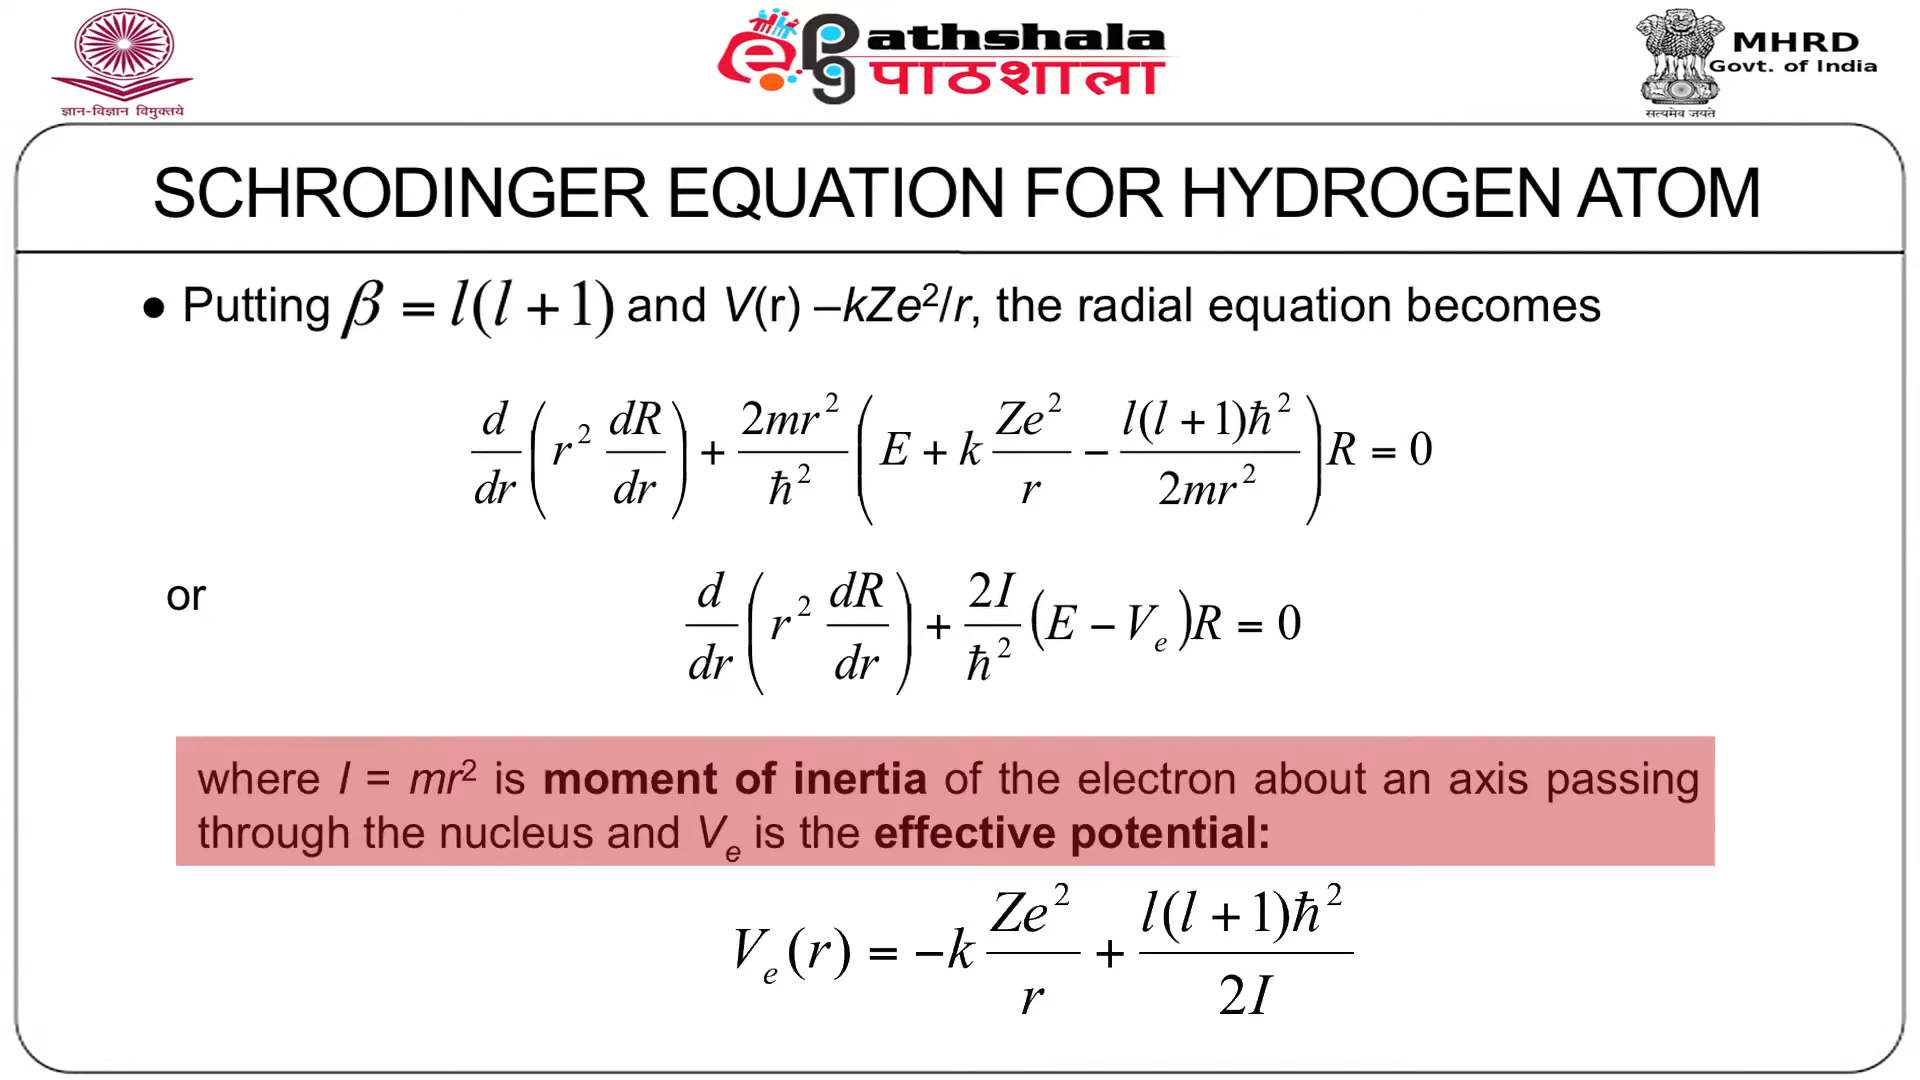 ज्ञान-विज्ञान विमुक्तये
ePgathshala
पाठशाला
MHRD
Govt. of India
सत्यमेव जयते
SCHRODINGER EQUATION FOR HYDROGEN ATOM
● Putting β = l(l + 1) and V(r) –kZe²/r, the radial equation becomes
d/dr (r² dR/dr) + 2mr²/ħ² (E + k Ze²/r − l(l + 1)ħ²/2mr²) R = 0
or d/dr (r² dR/dr) + 2I/ħ² (E − Vₑ)R = 0
where I = mr² is moment of inertia of the electron about an axis passing
through the nucleus and Vₑ is the effective potential:
Vₑ(r) = −k Ze²/r + l(l + 1)ħ²/2I